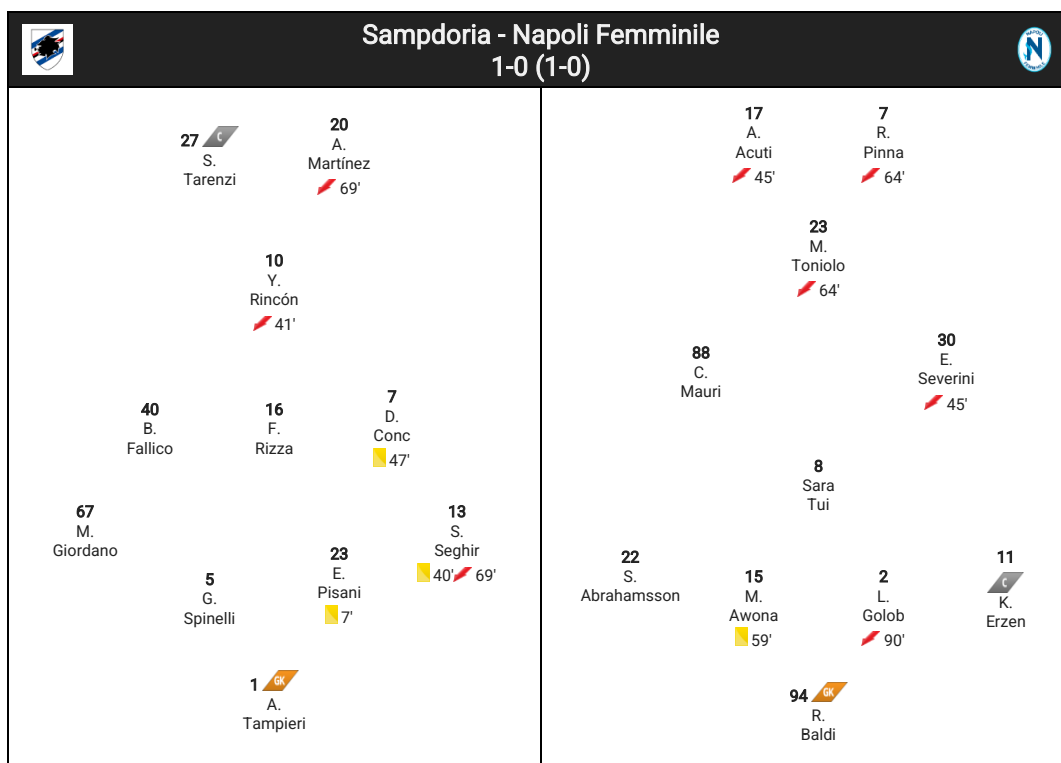 Sampdoria - Napoli Femminile
1-0 (1-0)
NAPOLI
FEMMINILE
27 C
S.
Tarenzi
20
A.
Martínez
69'
10
Y.
Rincón
41'
40
B.
Fallico
16
F.
Rizza
7
D.
Conc
47'
67
M.
Giordano
5
G.
Spinelli
23
E.
Pisani
7'
13
S.
Seghir
40' 69'
1 GK
A.
Tampieri
17
A.
Acuti
45'
7
R.
Pinna
64'
23
M.
Toniolo
64'
88
C.
Mauri
30
E.
Severini
45'
8
Sara
Tui
22
S.
Abrahamsson
15
M.
Awona
59'
2
L.
Golob
90'
11
C
K.
Erzen
94 GK
R.
Baldi